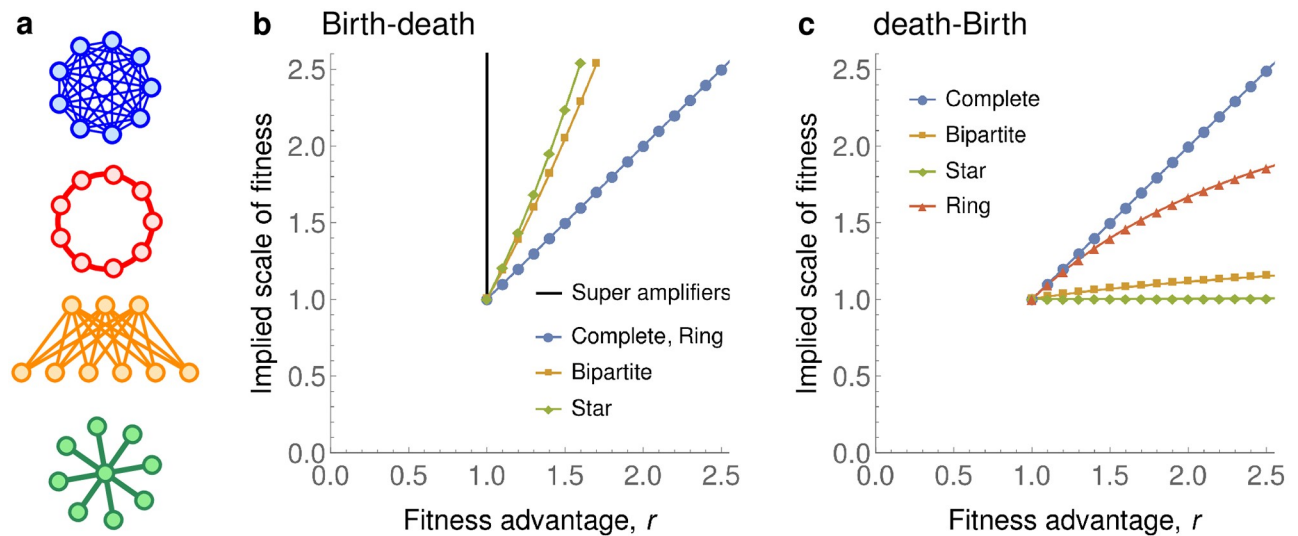 a
b Birth-death
Implied scale of fitness
2.5
2.0
1.5
1.0
0.5
0.0
Super amplifiers
Complete, Ring
Bipartite
Star
0.0 0.5 1.0 1.5 2.0 2.5
Fitness advantage, r
c death-Birth
Implied scale of fitness
2.5
2.0
1.5
1.0
0.5
0.0
Complete
Bipartite
Star
Ring
0.0 0.5 1.0 1.5 2.0 2.5
Fitness advantage, r